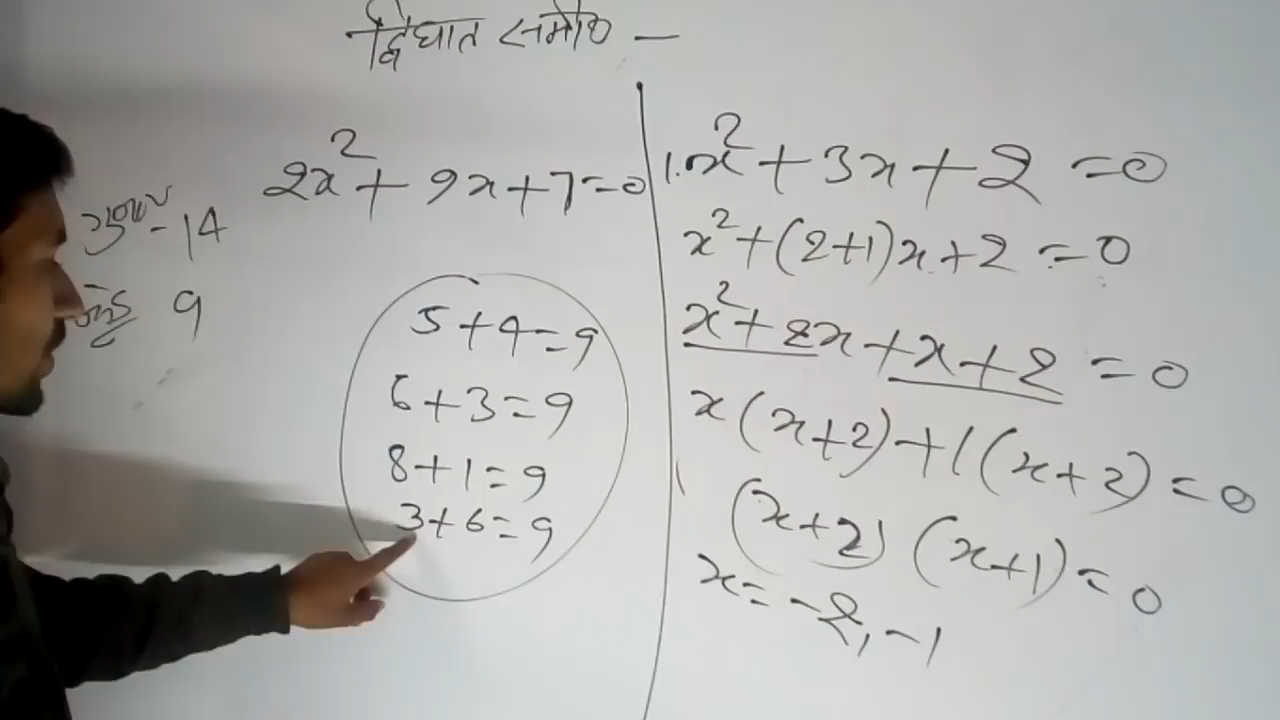 द्विघात समी० —
2x² + 9x + 7 = 0
गुणा - 14
जोड़ 9
5 + 4 = 9
6 + 3 = 9
8 + 1 = 9
3 + 6 = 9
1. x² + 3x + 2 = 0
x² + (2+1)x + 2 = 0
x² + 2x + x + 2 = 0
x(x+2) + 1(x+2) = 0
(x+2) (x+1) = 0
x = -2, -1